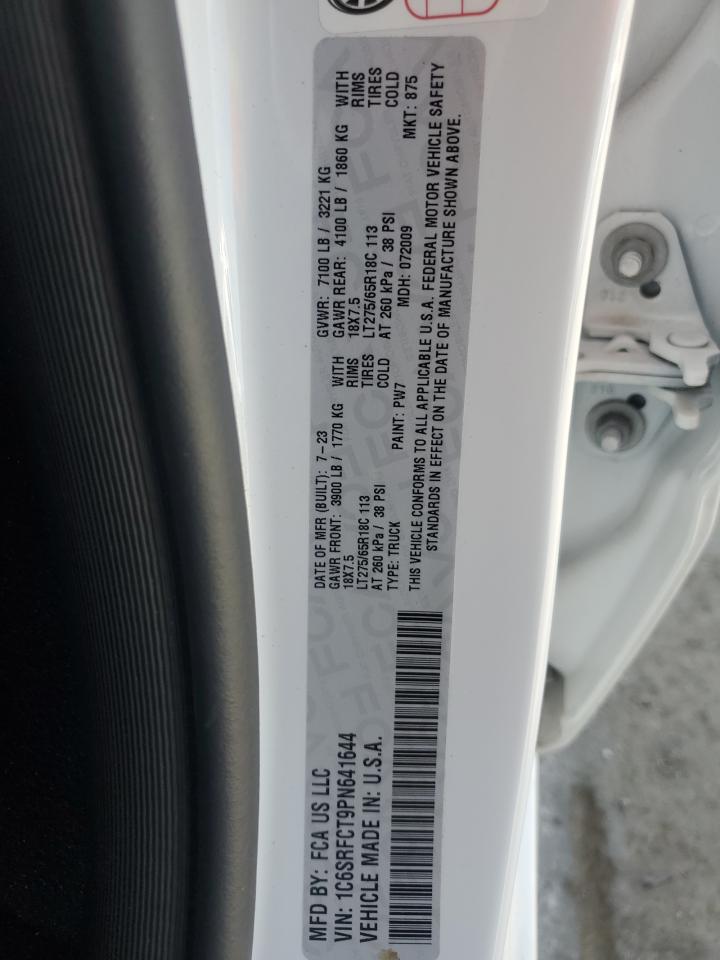 MFD BY: FCA US LLC
VIN: 1C6SRFCT9PN641644
VEHICLE MADE IN: U.S.A.
DATE OF MFR (BUILT): 7-23 GVWR: 7100 LB / 3221 KG
GAWR FRONT: 3900 LB / 1770 KG WITH GAWR REAR: 4100 LB / 1860 KG WITH
18X7.5 RIMS 18X7.5 RIMS
LT275/65R18C 113 TIRES LT275/65R18C 113 TIRES
AT 260 kPa / 38 PSI COLD AT 260 kPa / 38 PSI COLD
TYPE: TRUCK PAINT: PW7 MDH: 072009 MKT: 875
THIS VEHICLE CONFORMS TO ALL APPLICABLE U.S.A. FEDERAL MOTOR VEHICLE SAFETY
STANDARDS IN EFFECT ON THE DATE OF MANUFACTURE SHOWN ABOVE.